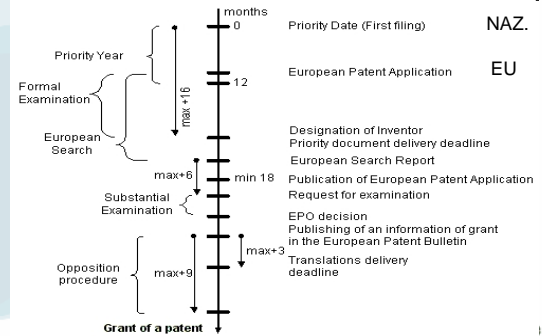 months
0
Priority Date (First filing)
NAZ.
Priority Year
European Patent Application
EU
12
Formal
Examination
max +16
European
Search
Designation of Inventor
Priority document delivery deadline
European Search Report
max+6
min 18
Publication of European Patent Application
Request for examination
Substantial
Examination
EPO decision
Publishing of an information of grant
in the European Patent Bulletin
max+3
Translations delivery
deadline
Opposition
procedure
max+9
Grant of a patent